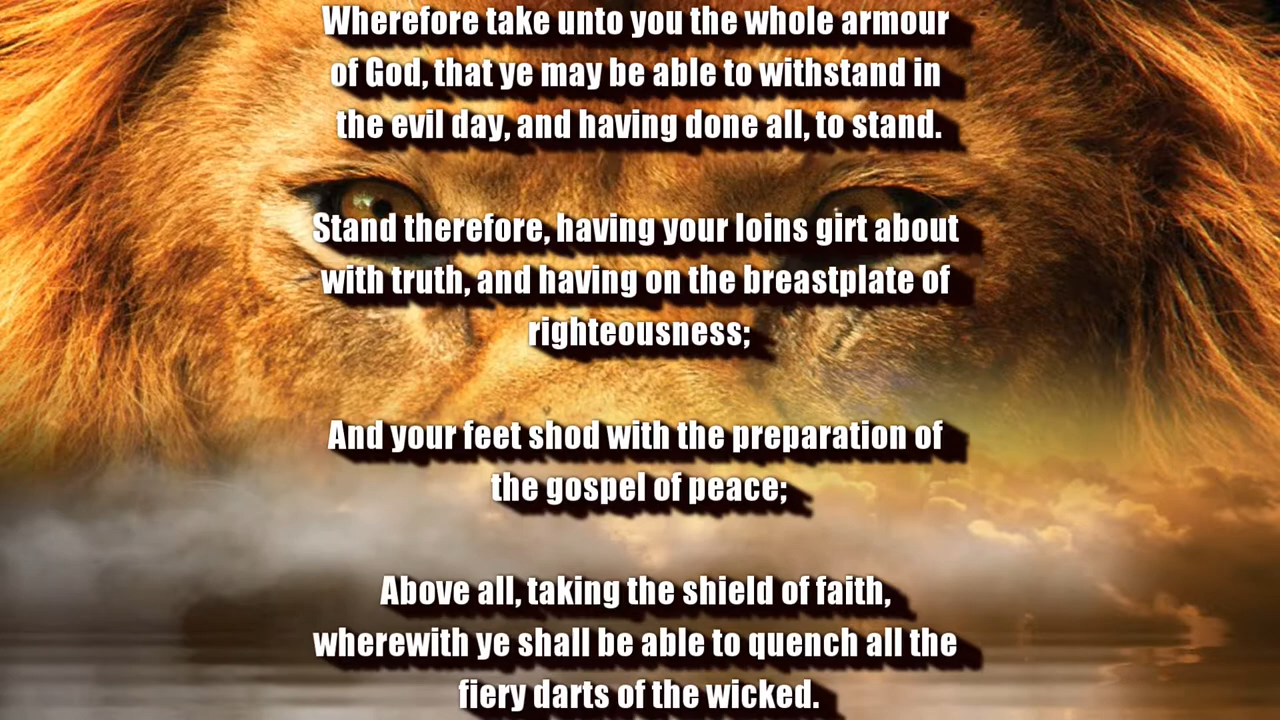 Wherefore take unto you the whole armour
of God, that ye may be able to withstand in
the evil day, and having done all, to stand.
Stand therefore, having your loins girt about
with truth, and having on the breastplate of
righteousness;
And your feet shod with the preparation of
the gospel of peace;
Above all, taking the shield of faith,
wherewith ye shall be able to quench all the
fiery darts of the wicked.